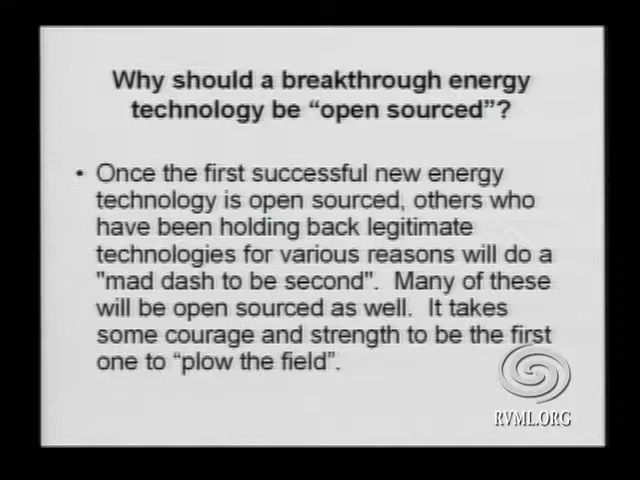 Why should a breakthrough energy
technology be “open sourced”?
• Once the first successful new energy
technology is open sourced, others who
have been holding back legitimate
technologies for various reasons will do a
"mad dash to be second".  Many of these
will be open sourced as well.  It takes
some courage and strength to be the first
one to “plow the field”.
RVML.ORG